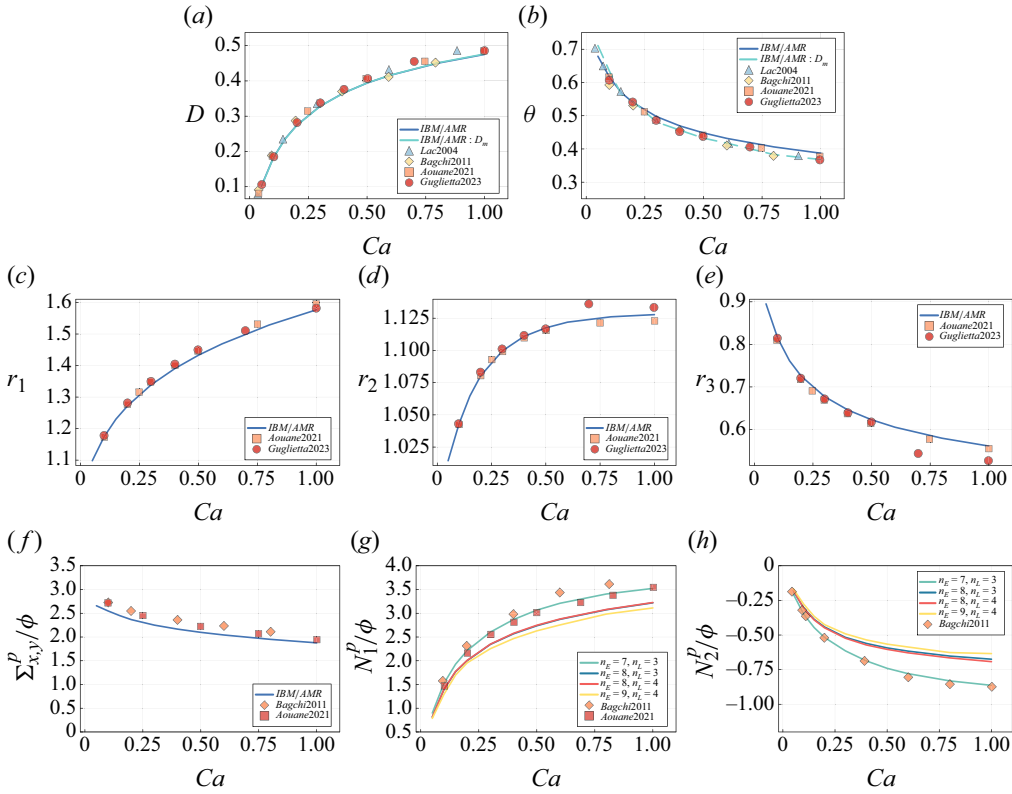 (a)
0.5
0.4
0.3
0.2
0.1
D
IBM/AMR
IBM/AMR : D_m
Lac2004
Bagchi2011
Aouane2021
Guglietta2023
0 0.25 0.50 0.75 1.00
Ca
(b)
0.7
0.6
0.5
0.4
0.3
θ
IBM/AMR
IBM/AMR : D_m
Lac2004
Bagchi2011
Aouane2021
Guglietta2023
0 0.25 0.50 0.75 1.00
Ca
(c)
1.6
1.5
1.4
1.3
1.2
1.1
r_1
IBM/AMR
Aouane2021
Guglietta2023
0 0.25 0.50 0.75 1.00
Ca
(d)
1.125
1.100
1.075
1.050
1.025
r_2
IBM/AMR
Aouane2021
Guglietta2023
0 0.25 0.50 0.75 1.00
Ca
(e)
0.9
0.8
0.7
0.6
r_3
IBM/AMR
Aouane2021
Guglietta2023
0 0.25 0.50 0.75 1.00
Ca
(f)
3.5
3.0
2.5
2.0
1.5
1.0
0.5
0
Σ^p_{x,y}/ϕ
IBM/AMR
Bagchi2011
Aouane2021
0 0.25 0.50 0.75 1.00
Ca
(g)
4.0
3.5
3.0
2.5
2.0
1.5
1.0
0.5
N^p_1/ϕ
n_E = 7, n_L = 3
n_E = 8, n_L = 3
n_E = 8, n_L = 4
n_E = 9, n_L = 4
Bagchi2011
Aouane2021
0 0.25 0.50 0.75 1.00
Ca
(h)
0
−0.25
−0.50
−0.75
−1.00
N^p_2/ϕ
n_E = 7, n_L = 3
n_E = 8, n_L = 3
n_E = 8, n_L = 4
n_E = 9, n_L = 4
Bagchi2011
0 0.25 0.50 0.75 1.00
Ca